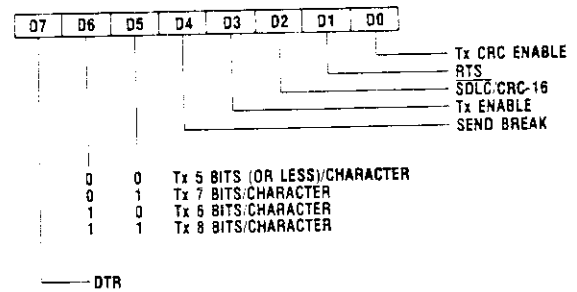 D7 D6 D5 D4 D3 D2 D1 D0
Tx CRC ENABLE
RTS
SDLC/CRC-16
Tx ENABLE
SEND BREAK
0 0 Tx 5 BITS (OR LESS)/CHARACTER
0 1 Tx 7 BITS/CHARACTER
1 0 Tx 6 BITS/CHARACTER
1 1 Tx 8 BITS/CHARACTER
DTR